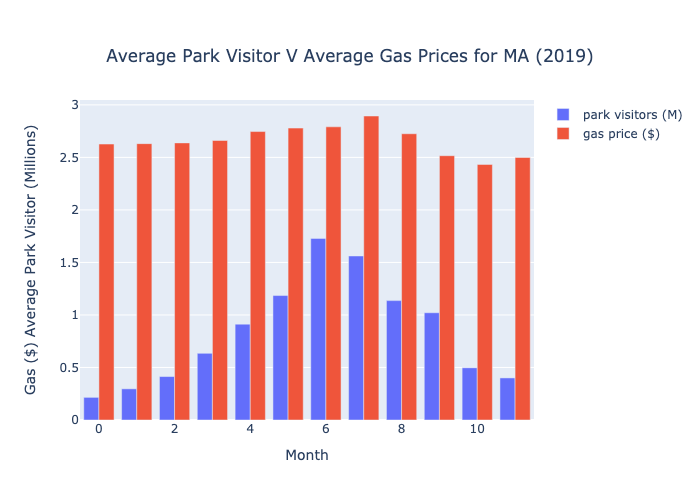 Average Park Visitor V Average Gas Prices for MA (2019)
park visitors (M)
gas price ($)
Gas ($) Average Park Visitor (Millions)
3
2.5
2
1.5
1
0.5
0
0 2 4 6 8 10
Month